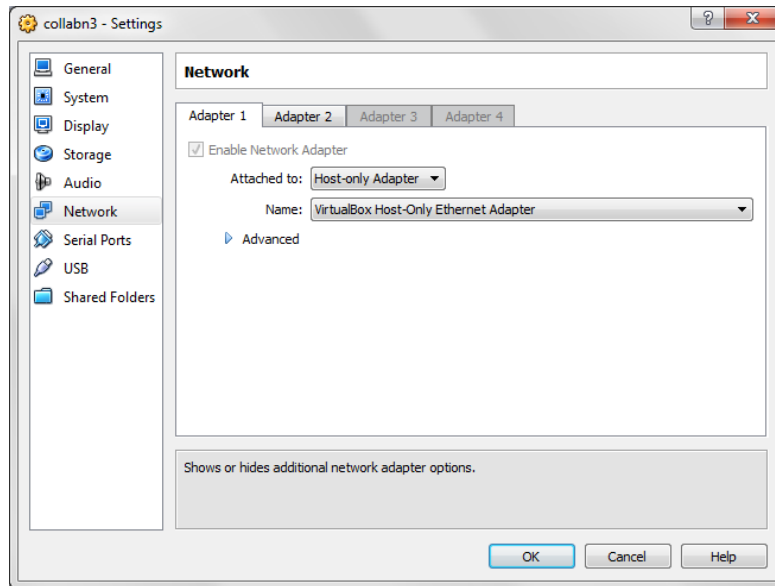 collabn3 - Settings
General
System
Display
Storage
Audio
Network
Serial Ports
USB
Shared Folders
Network
Adapter 1 Adapter 2 Adapter 3 Adapter 4
Enable Network Adapter
Attached to: Host-only Adapter
Name: VirtualBox Host-Only Ethernet Adapter
Advanced
Shows or hides additional network adapter options.
OK Cancel Help